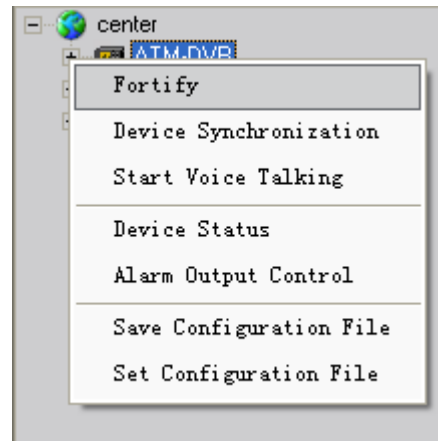 center
ATM-DVR
Fortify
Device Synchronization
Start Voice Talking
Device Status
Alarm Output Control
Save Configuration File
Set Configuration File